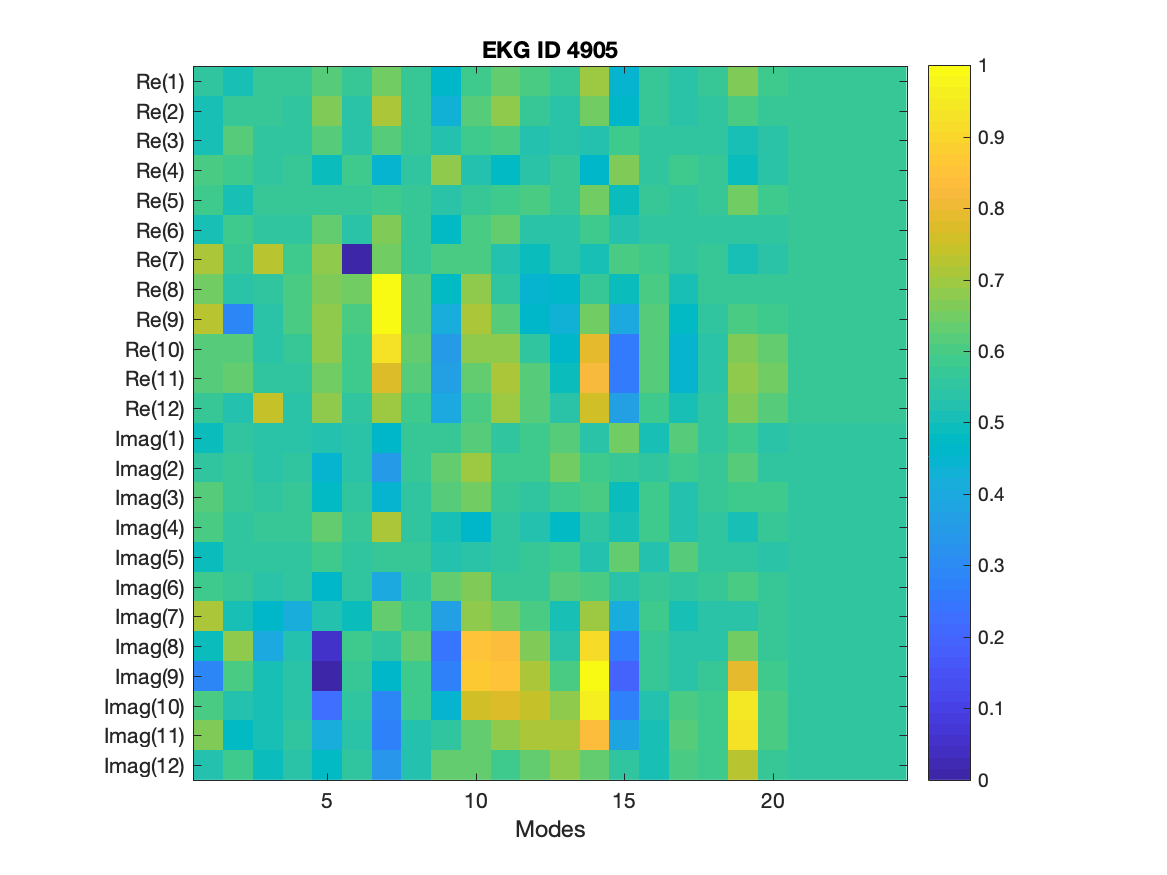 EKG ID 4905
Re(1)
Re(2)
Re(3)
Re(4)
Re(5)
Re(6)
Re(7)
Re(8)
Re(9)
Re(10)
Re(11)
Re(12)
Imag(1)
Imag(2)
Imag(3)
Imag(4)
Imag(5)
Imag(6)
Imag(7)
Imag(8)
Imag(9)
Imag(10)
Imag(11)
Imag(12)
5 10 15 20
Modes
1
0.9
0.8
0.7
0.6
0.5
0.4
0.3
0.2
0.1
0